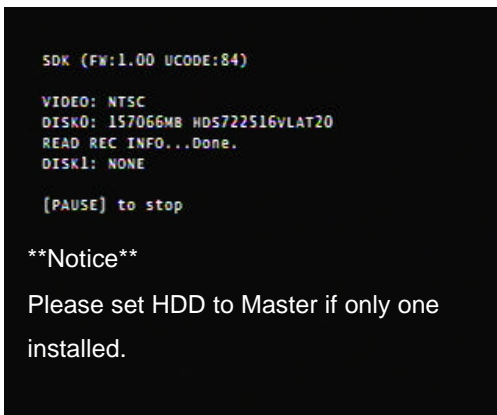 SDK (FW:1.00 UCODE:84)
VIDEO: NTSC
DISK0: 157066MB HDS722516VLAT20
READ REC INFO...Done.
DISK1: NONE
[PAUSE] to stop
**Notice**
Please set HDD to Master if only one
installed.